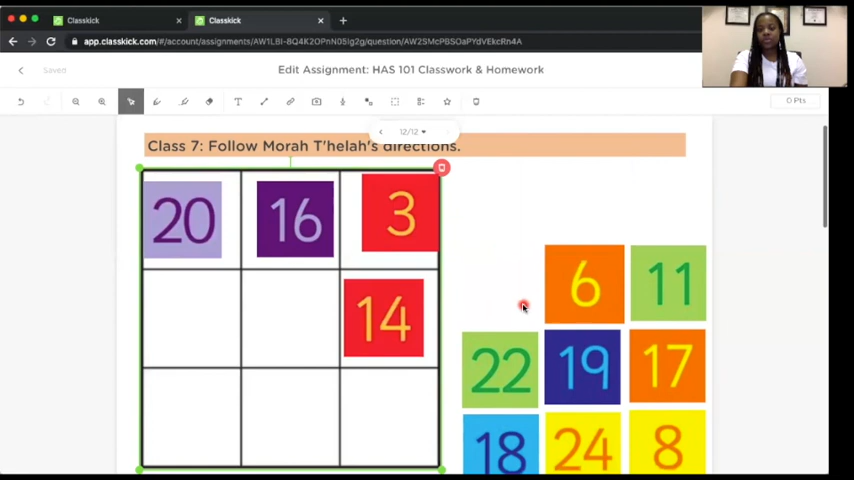 Classkick
Classkick
app.classkick.com/#/account/assignments/AW1LBI-8Q4K2OPnN05Ig2g/question/AW2SMcPBSOaPYdVEkcRn4A
Saved
Edit Assignment: HAS 101 Classwork & Homework
0 Pts
12/12
Class 7: Follow Morah T'helah's directions.
20 16 3
14
6 11
22 19 17
18 24 8